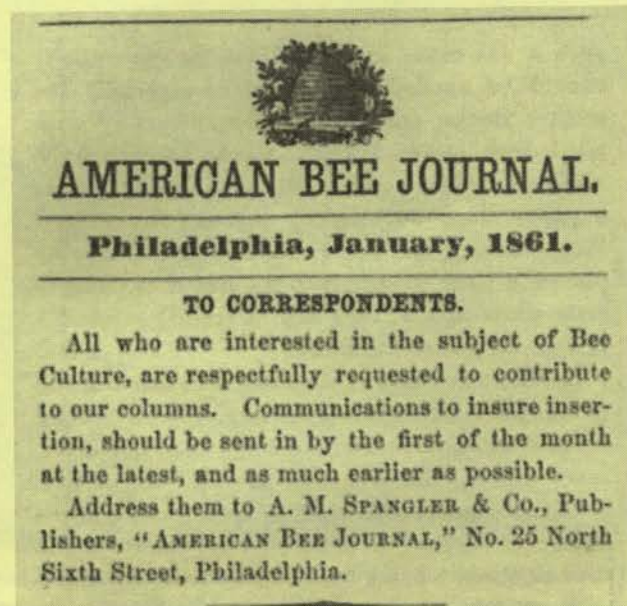 AMERICAN BEE JOURNAL.
Philadelphia, January, 1861.
TO CORRESPONDENTS.
All who are interested in the subject of Bee
Culture, are respectfully requested to contribute
to our columns. Communications to insure inser-
tion, should be sent in by the first of the month
at the latest, and as much earlier as possible.
Address them to A. M. SPANGLER & Co., Pub-
lishers, "AMERICAN BEE JOURNAL," No. 25 North
Sixth Street, Philadelphia.